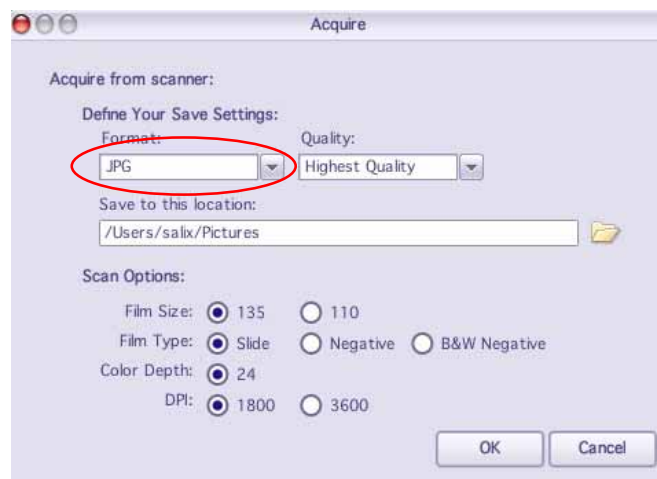 Acquire
Acquire from scanner:
Define Your Save Settings:
Format: Quality:
JPG Highest Quality
Save to this location:
/Users/salix/Pictures
Scan Options:
Film Size: 135 110
Film Type: Slide Negative B&W Negative
Color Depth: 24
DPI: 1800 3600
OK Cancel